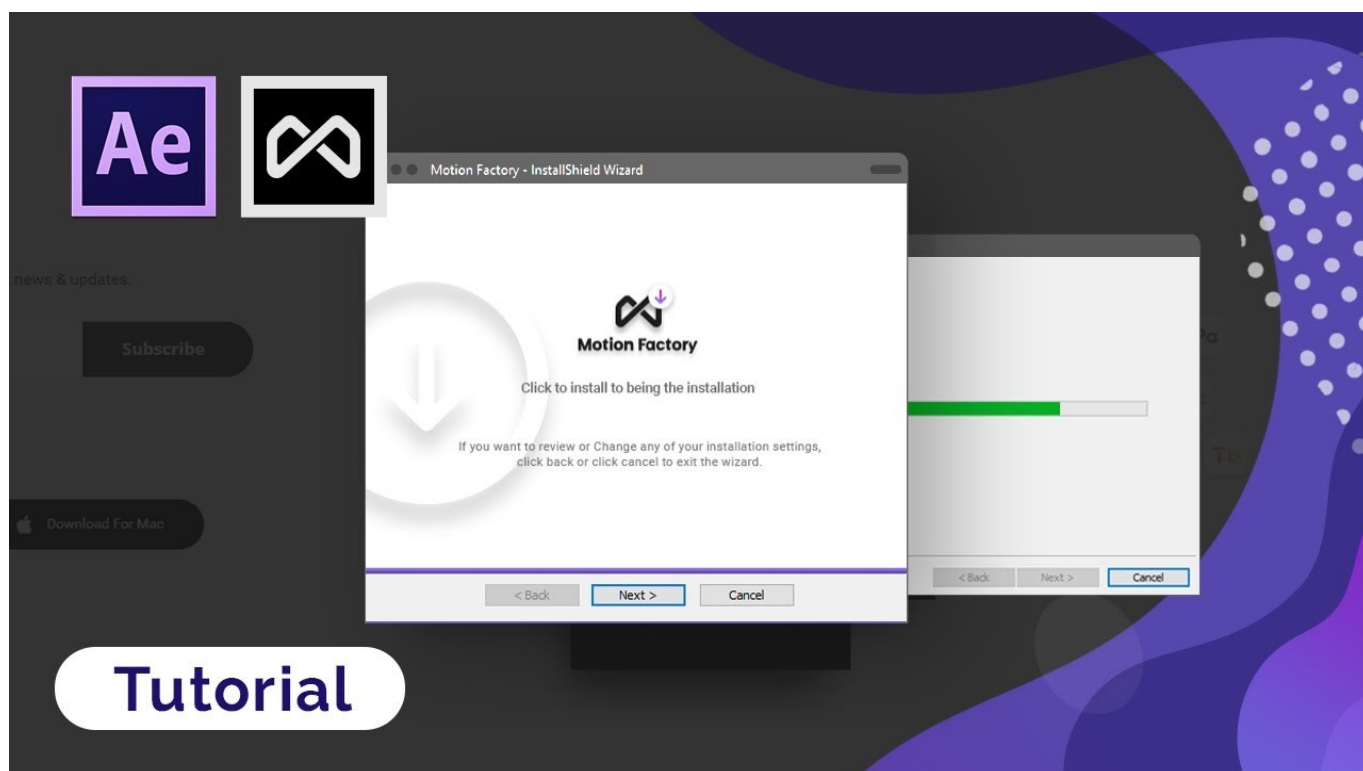 Ae
Motion Factory - InstallShield Wizard
news & updates.
Subscribe
Motion Factory
Click to install to being the installation
If you want to review or Change any of your installation settings,
click back or click cancel to exit the wizard.
Download For Mac
< Back
Next >
Cancel
< Back
Next >
Cancel
Tutorial